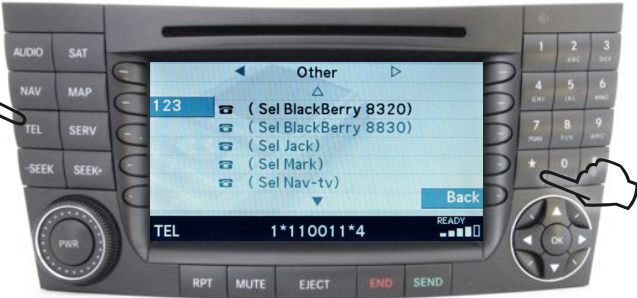 AUDIO SAT
NAV MAP
TEL SERV
-SEEK SEEK+
PWR
Other
123
( Sel BlackBerry 8320)
( Sel BlackBerry 8830)
( Sel Jack)
( Sel Mark)
( Sel Nav-tv)
Back
TEL 1*110011*4 READY
RPT MUTE EJECT END SEND
1 2 3
ABC DEF
4 5 6
GHI JKL MNO
7 8 9
TUV
* 0
OK